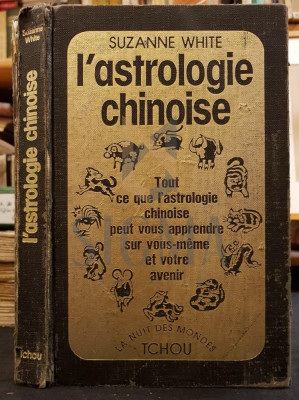 Suzanne
White
l'astrologie chinoise
Tchou
SUZANNE WHITE
l'astrologie
chinoise
Tout
ce que l'astrologie
chinoise
peut vous apprendre
sur vous-même
et votre
avenir
LA NUIT DES MONDES
TCHOU